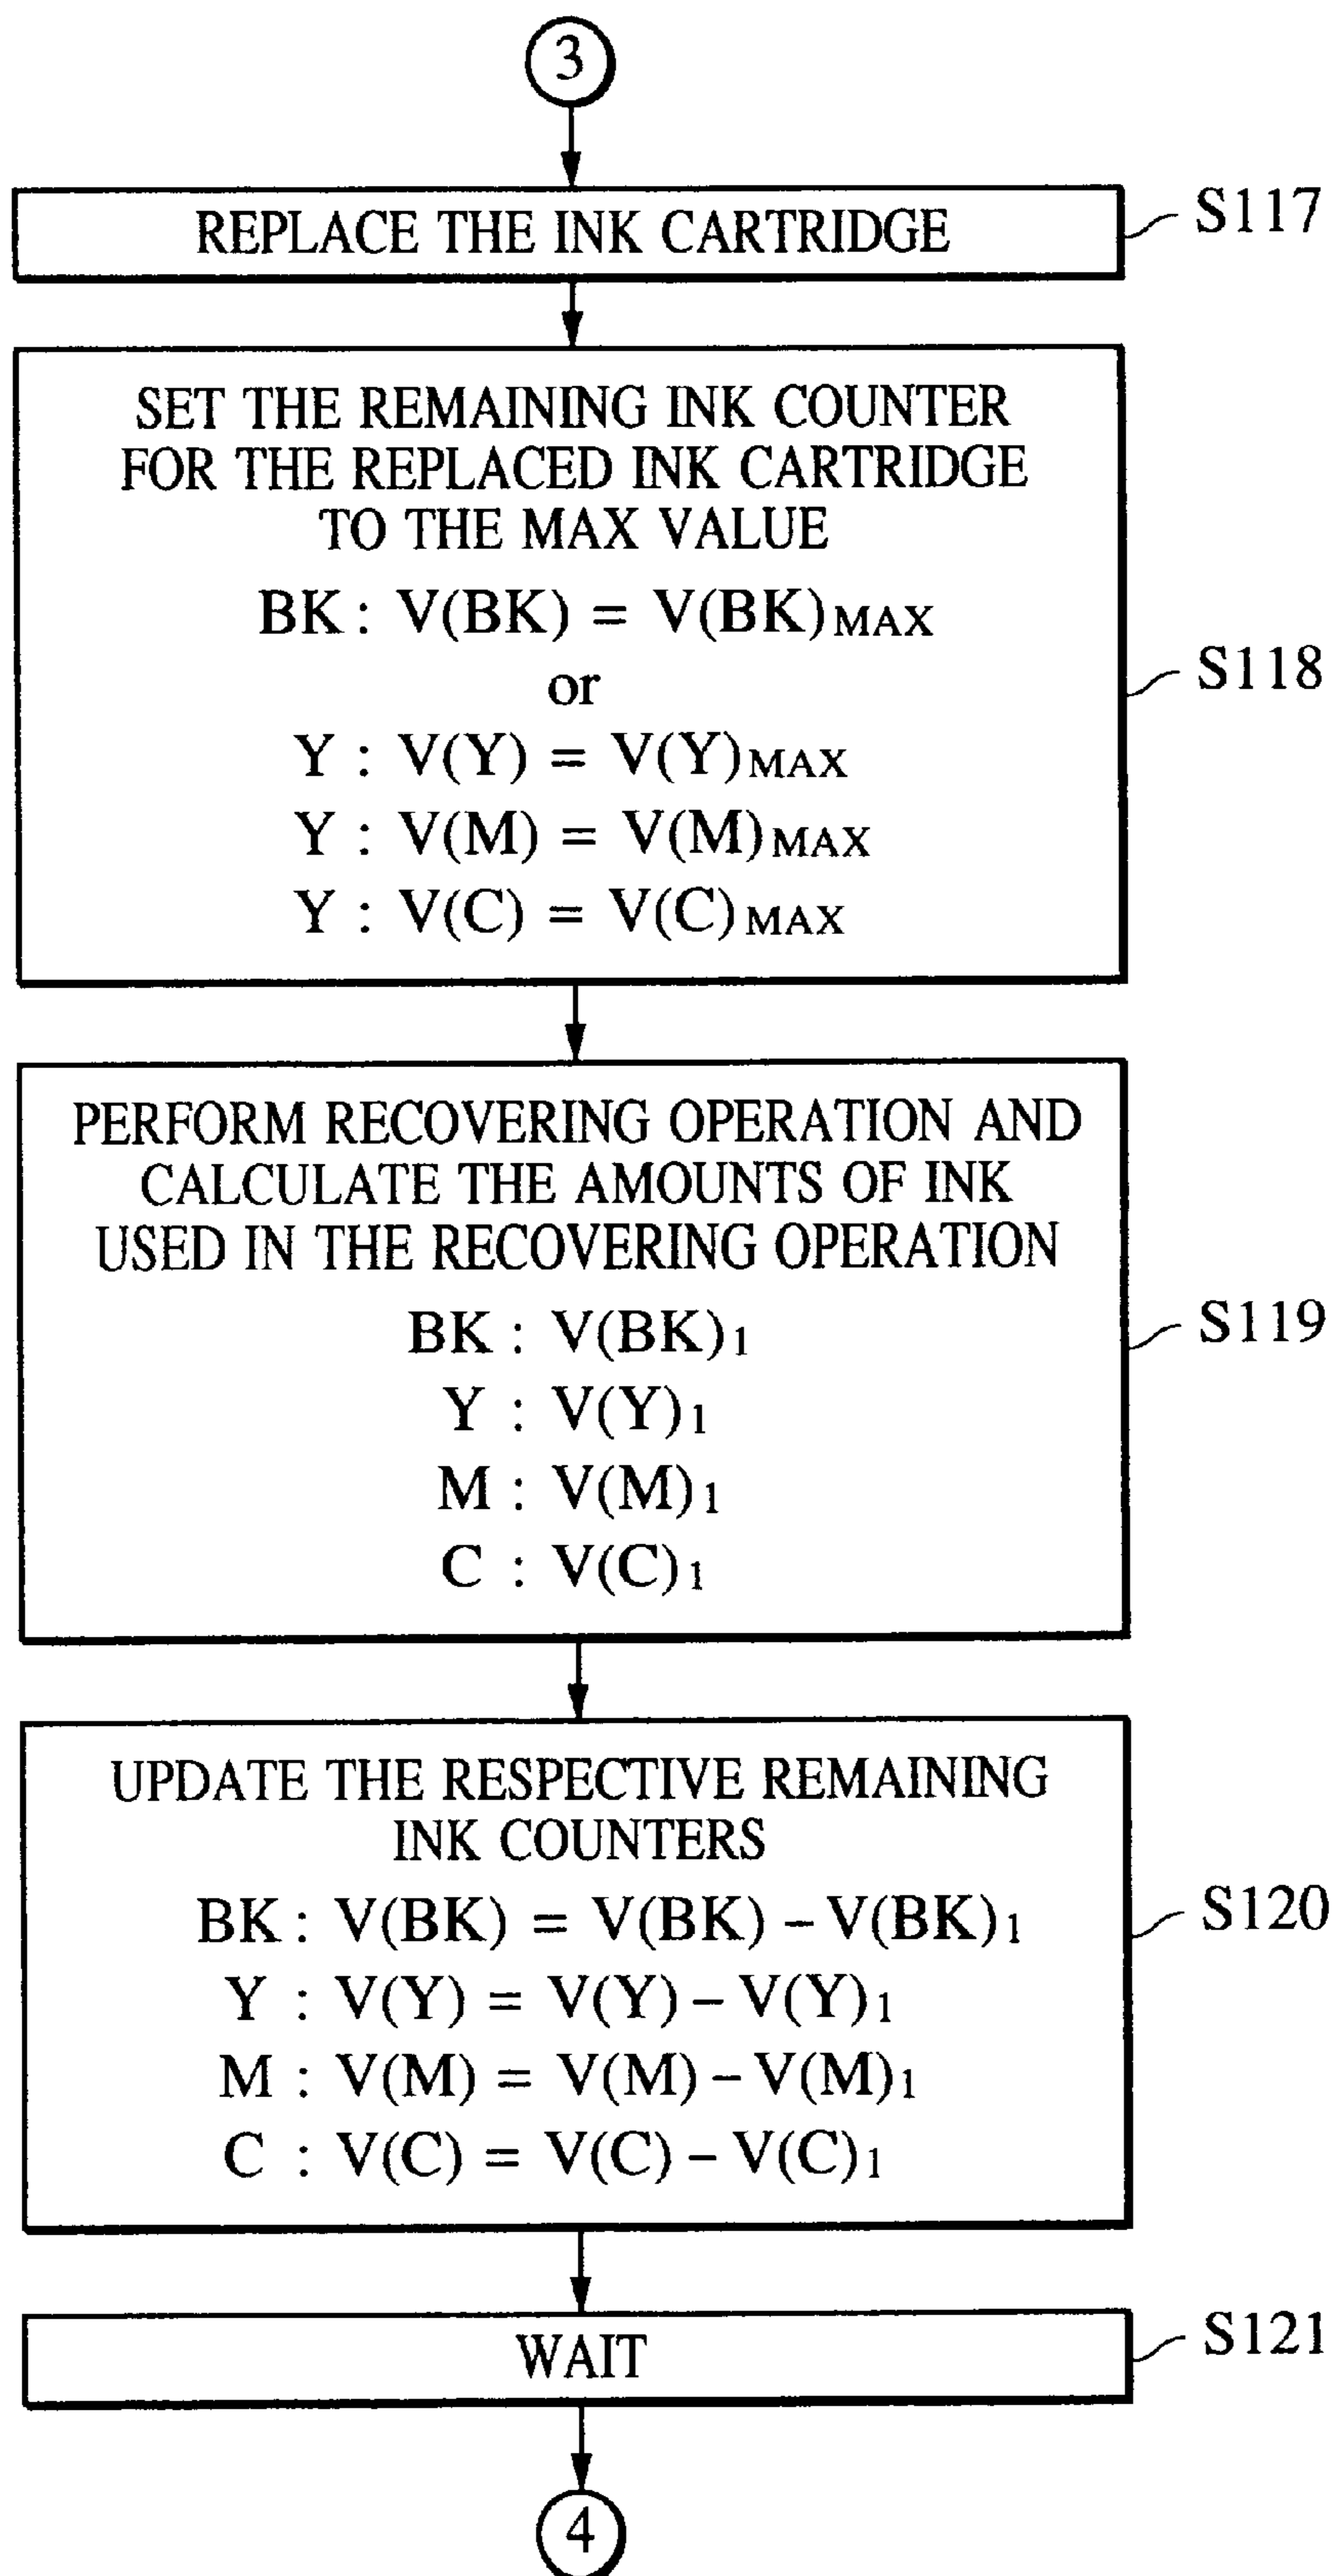 3
REPLACE THE INK CARTRIDGE
S117
SET THE REMAINING INK COUNTER
FOR THE REPLACED INK CARTRIDGE
TO THE MAX VALUE
BK : V(BK) = V(BK)MAX
or
Y : V(Y) = V(Y)MAX
Y : V(M) = V(M)MAX
Y : V(C) = V(C)MAX
S118
PERFORM RECOVERING OPERATION AND
CALCULATE THE AMOUNTS OF INK
USED IN THE RECOVERING OPERATION
BK : V(BK)1
Y : V(Y)1
M : V(M)1
C : V(C)1
S119
UPDATE THE RESPECTIVE REMAINING
INK COUNTERS
BK : V(BK) = V(BK) – V(BK)1
Y : V(Y) = V(Y) – V(Y)1
M : V(M) = V(M) – V(M)1
C : V(C) = V(C) – V(C)1
S120
WAIT
S121
4